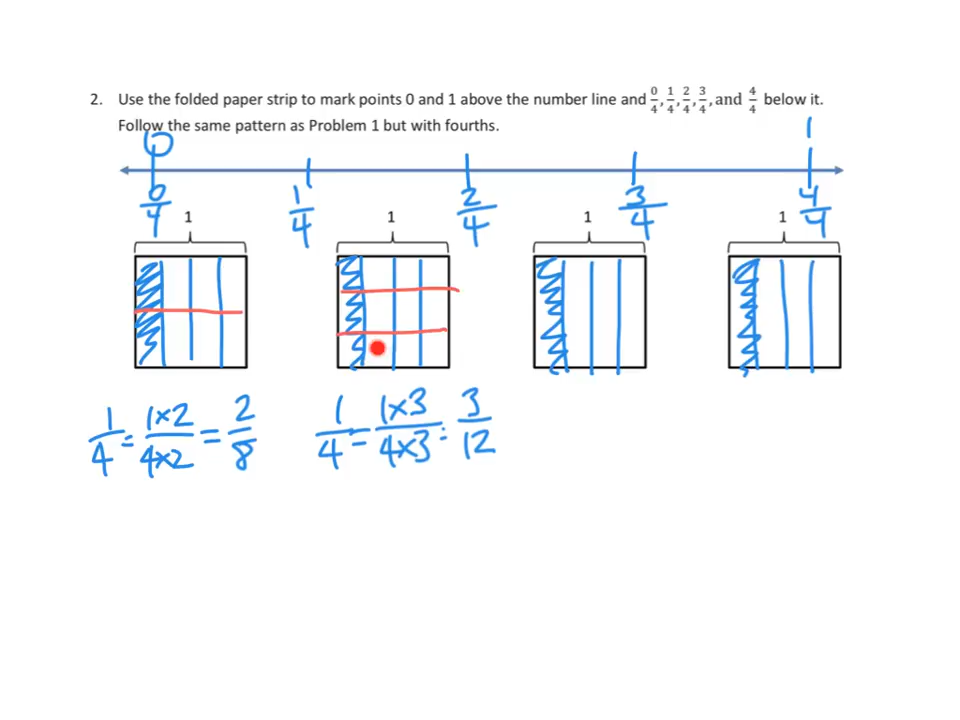 2. Use the folded paper strip to mark points 0 and 1 above the number line and 0/4, 1/4, 2/4, 3/4, and 4/4 below it.
Follow the same pattern as Problem 1 but with fourths.
0 1
0/4 1/4 2/4 3/4 4/4
1 1 1 1
1/4 = 1×2/4×2 = 2/8 1/4 = 1×3/4×3 = 3/12